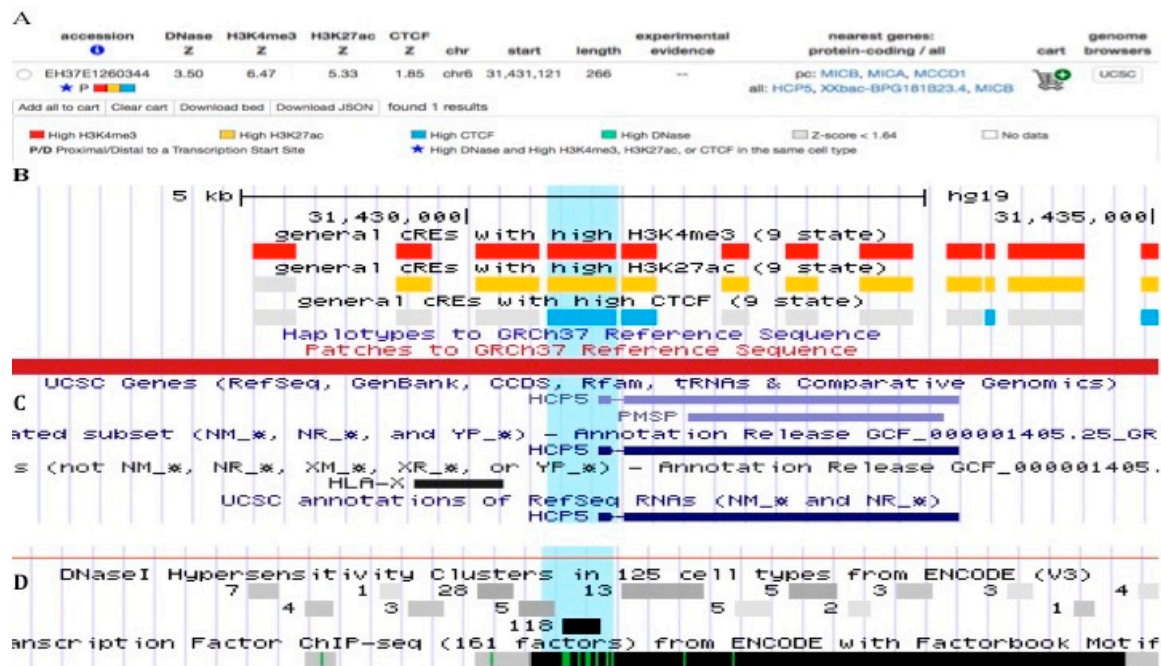 A
accession DNase Z H3K4me3 Z H3K27ac Z CTCF Z chr start length experimental evidence nearest genes: protein-coding / all cart genome browsers
EH37E1260344 3.50 6.47 5.33 1.85 chr6 31,431,121 266 -- pc: MICB, MICA, MCCD1 UCSC
P all: HCP5, XXbac-BPG181B23.4, MICB
Add all to cart Clear cart Download bed Download JSON found 1 results
High H3K4me3 High H3K27ac High CTCF High DNase Z-score < 1.64 No data
P/D Proximal/Distal to a Transcription Start Site High DNase and High H3K4me3, H3K27ac, or CTCF in the same cell type
B
5 kb hg19
31,430,000| 31,435,000|
general cREs with high H3K4me3 (9 state)
general cREs with high H3K27ac (9 state)
general cREs with high CTCF (9 state)
Haplotypes to GRCh37 Reference Sequence
Patches to GRCh37 Reference Sequence
UCSC Genes (RefSeq, GenBank, CCDS, Rfam, tRNAs & Comparative Genomics)
C HCP5
PMSP
ated subset (NM_*, NR_*, and YP_*) - Annotation Release GCF_000001405.25_GR
HCP5
s (not NM_*, NR_*, XM_*, XR_*, or YP_*) - Annotation Release GCF_000001405.
HLA-X
UCSC annotations of RefSeq RNAs (NM_* and NR_*)
HCP5
D DNaseI Hypersensitivity Clusters in 125 cell types from ENCODE (V3)
7 1 28 13 5 3 4
4 3 5 5 2 1
118
anscription Factor ChIP-seq (161 factors) from ENCODE with Factorbook Motif